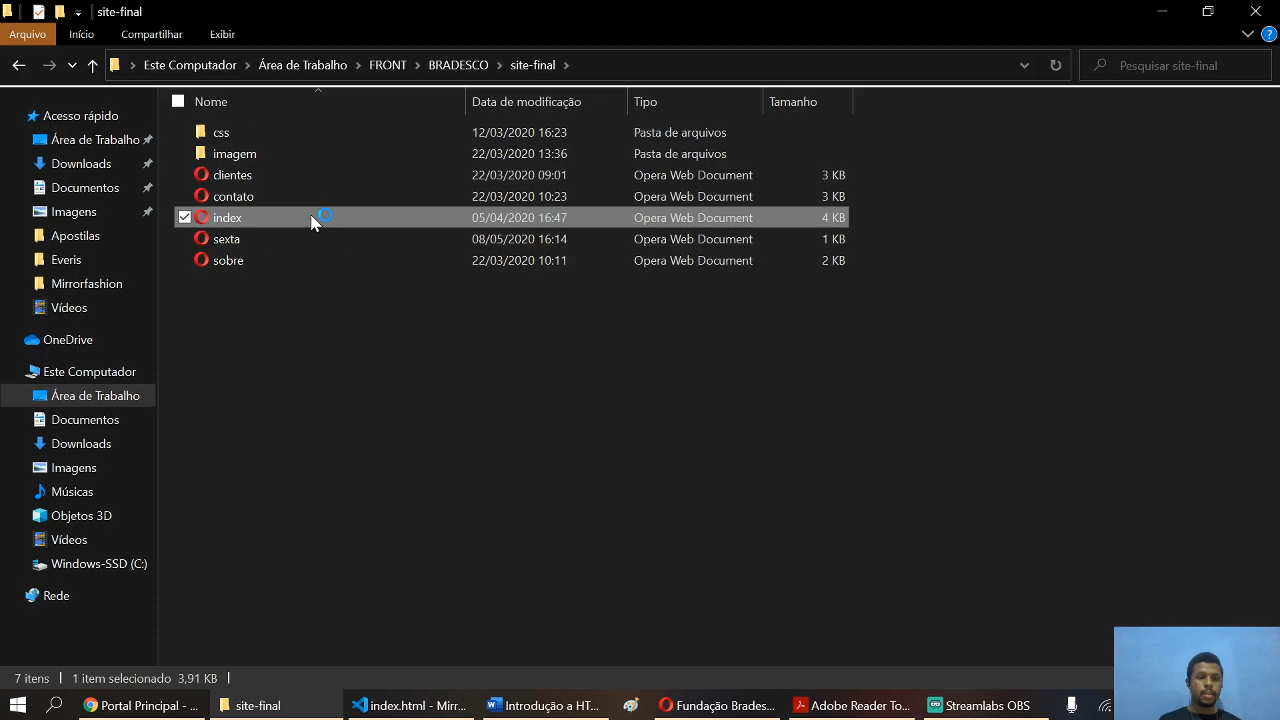 site-final
Arquivo Início Compartilhar Exibir
Este Computador Área de Trabalho FRONT BRADESCO site-final Pesquisar site-final
Nome Data de modificação Tipo Tamanho
css 12/03/2020 16:23 Pasta de arquivos
imagem 22/03/2020 13:36 Pasta de arquivos
clientes 22/03/2020 09:01 Opera Web Document 3 KB
contato 22/03/2020 10:23 Opera Web Document 3 KB
index 05/04/2020 16:47 Opera Web Document 4 KB
sexta 08/05/2020 16:14 Opera Web Document 1 KB
sobre 22/03/2020 10:11 Opera Web Document 2 KB
Acesso rápido
Área de Trabalho
Downloads
Documentos
Imagens
Apostilas
Everis
Mirrorfashion
Vídeos
OneDrive
Este Computador
Área de Trabalho
Documentos
Downloads
Imagens
Músicas
Objetos 3D
Vídeos
Windows-SSD (C:)
Rede
7 itens 1 item selecionado 3,91 KB
Portal Principal - ... site-final index.html - Mirr... Introdução a HT... Fundação Brades... Adobe Reader To... Streamlabs OBS